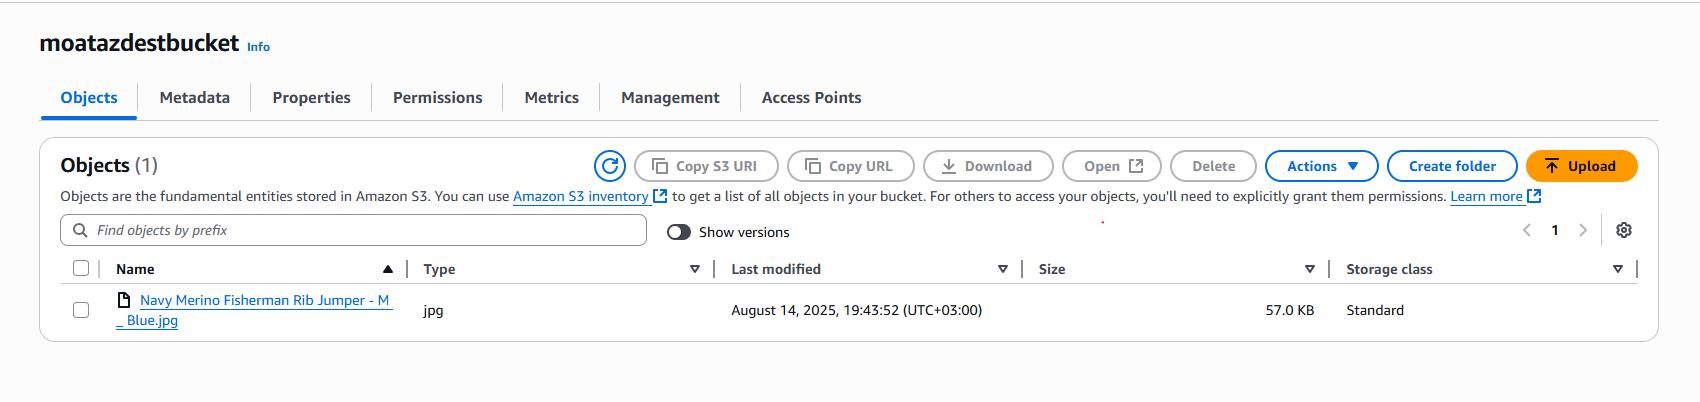 moatazdestbucket Info
Objects Metadata Properties Permissions Metrics Management Access Points
Objects (1) Copy S3 URI Copy URL Download Open Delete Actions Create folder Upload
Objects are the fundamental entities stored in Amazon S3. You can use Amazon S3 inventory to get a list of all objects in your bucket. For others to access your objects, you'll need to explicitly grant them permissions. Learn more
Find objects by prefix Show versions 1
Name Type Last modified Size Storage class
Navy Merino Fisherman Rib Jumper - M
_ Blue.jpg jpg August 14, 2025, 19:43:52 (UTC+03:00) 57.0 KB Standard